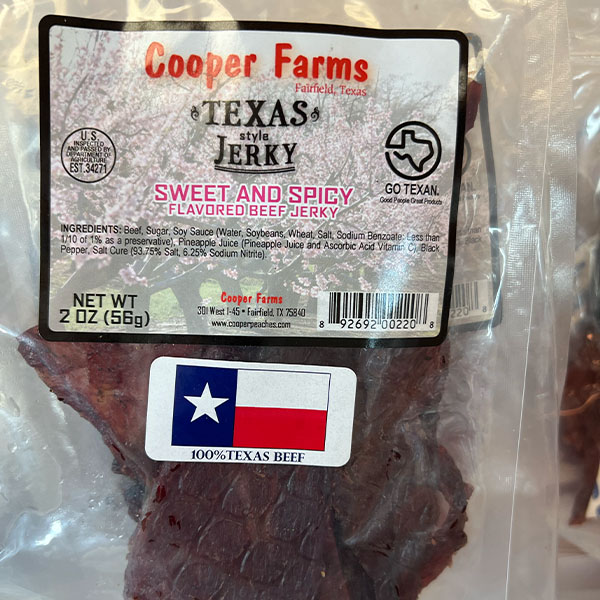 Cooper Farms
Fairfield, Texas
TEXAS
style
JERKY
U.S.
INSPECTED
AND PASSED BY
DEPARTMENT OF
AGRICULTURE
EST.34271
GO TEXAN.
Good People Great Products
SWEET AND SPICY
FLAVORED BEEF JERKY
INGREDIENTS: Beef, Sugar, Soy Sauce (Water, Soybeans, Wheat, Salt, Sodium Benzoate: Less than
1/10 of 1% as a preservative), Pineapple Juice (Pineapple Juice and Ascorbic Acid Vitamin C), Black
Pepper, Salt Cure (93.75% Salt, 6.25% Sodium Nitrite).
NET WT
2 OZ (56g)
Cooper Farms
301 West I-45 • Fairfield, TX 75840
www.cooperpeaches.com
8 92692 00220 8
100%TEXAS BEEF